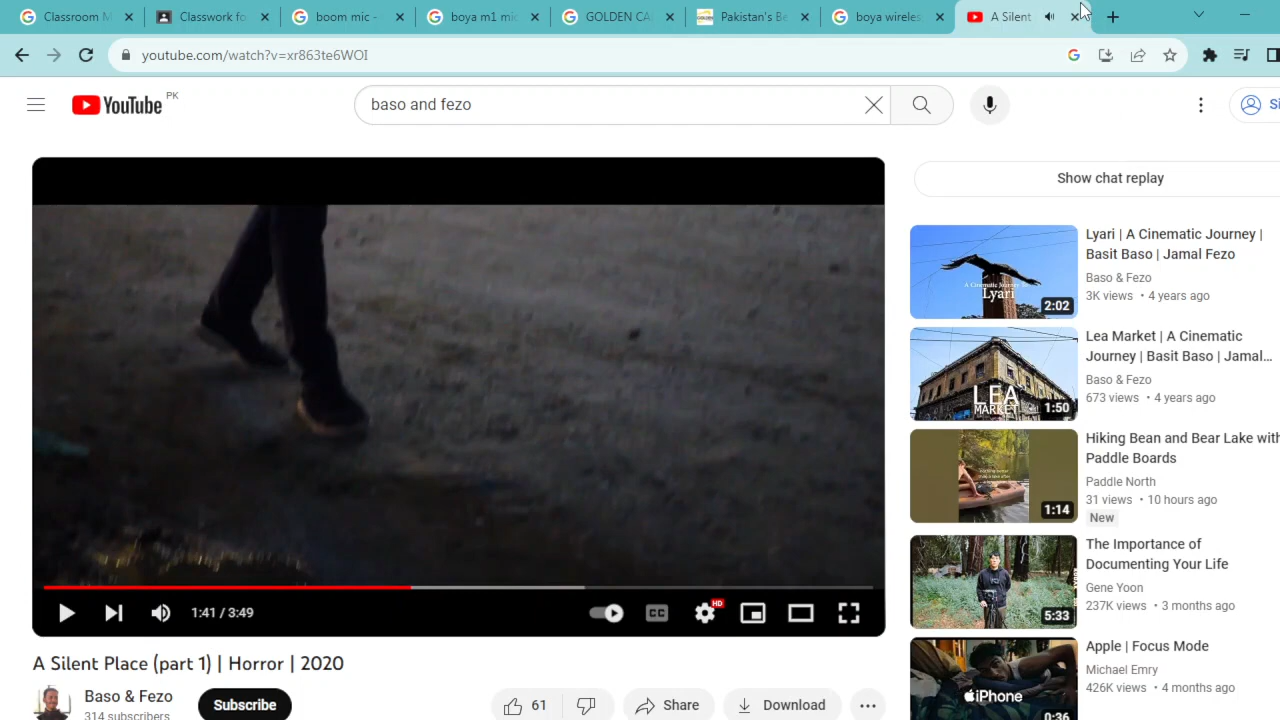 Classroom M
Classwork fo
boom mic -
boya m1 mic
GOLDEN CA
Pakistan's Be
boya wireles
A Silent
youtube.com/watch?v=xr863te6WOI
YouTube PK
baso and fezo
Si
Show chat replay
A Cinematic Journey To
Lyari
2:02
Lyari | A Cinematic Journey |
Basit Baso | Jamal Fezo
Baso & Fezo
3K views • 4 years ago
LEA
MARKET
1:50
Lea Market | A Cinematic
Journey | Basit Baso | Jamal...
Baso & Fezo
673 views • 4 years ago
1:14
Hiking Bean and Bear Lake with
Paddle Boards
Paddle North
31 views • 10 hours ago
New
5:33
The Importance of
Documenting Your Life
Gene Yoon
237K views • 3 months ago
iPhone
0:36
Apple | Focus Mode
Michael Emry
426K views • 4 months ago
1:41 / 3:49
CC
HD
A Silent Place (part 1) | Horror | 2020
Baso & Fezo
314 subscribers
Subscribe
61
Share
Download